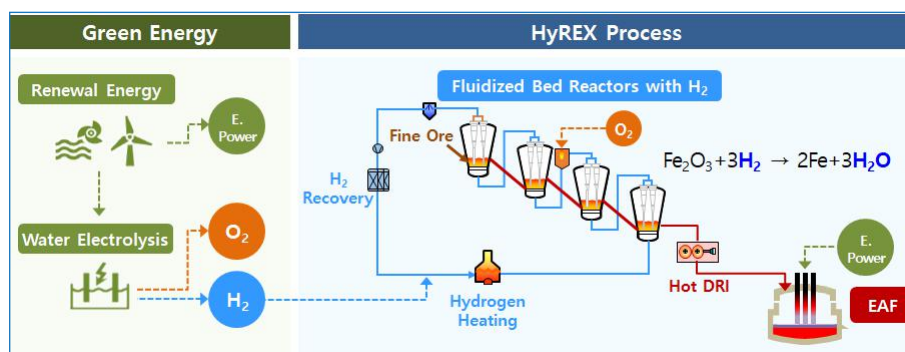 Green Energy
HyREX Process
Renewal Energy
E.
Power
Water Electrolysis
O₂
H₂
Fluidized Bed Reactors with H₂
Fine Ore
O₂
Fe₂O₃+3H₂ → 2Fe+3H₂O
H₂
Recovery
Hydrogen
Heating
Hot DRI
E.
Power
EAF